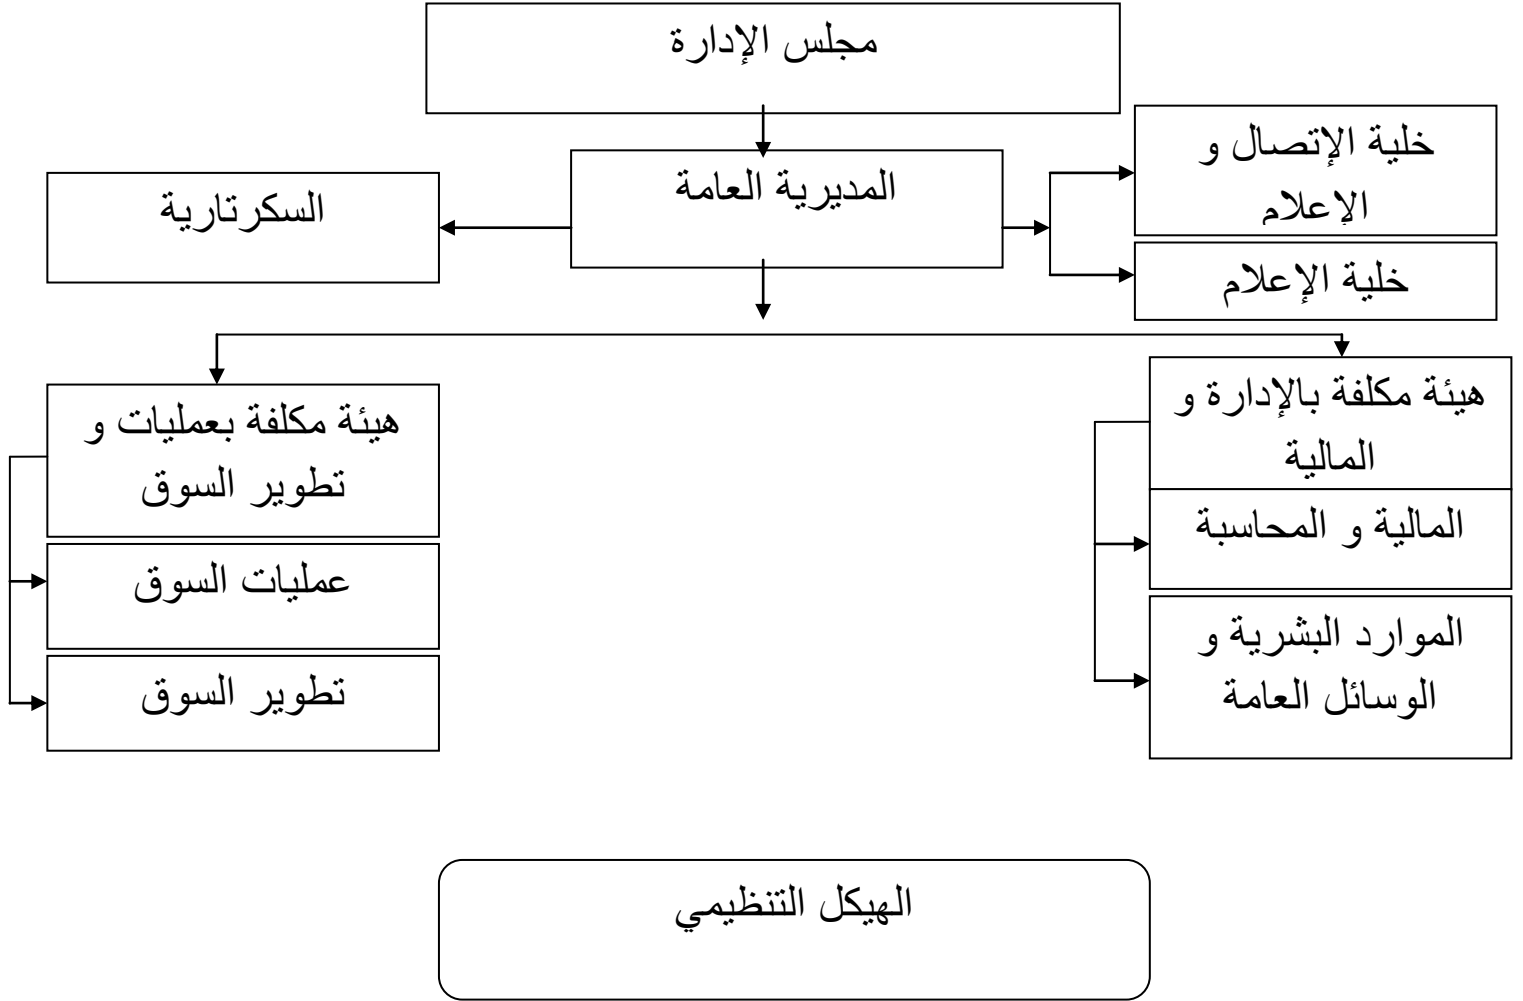 مجلس الإدارة
خلية الإتصال و
الإعلام
المديرية العامة
السكرتارية
خلية الإعلام
هيئة مكلفة بالإدارة و
المالية
هيئة مكلفة بعمليات و
تطوير السوق
المالية و المحاسبة
عمليات السوق
الموارد البشرية و
الوسائل العامة
تطوير السوق
الهيكل التنظيمي